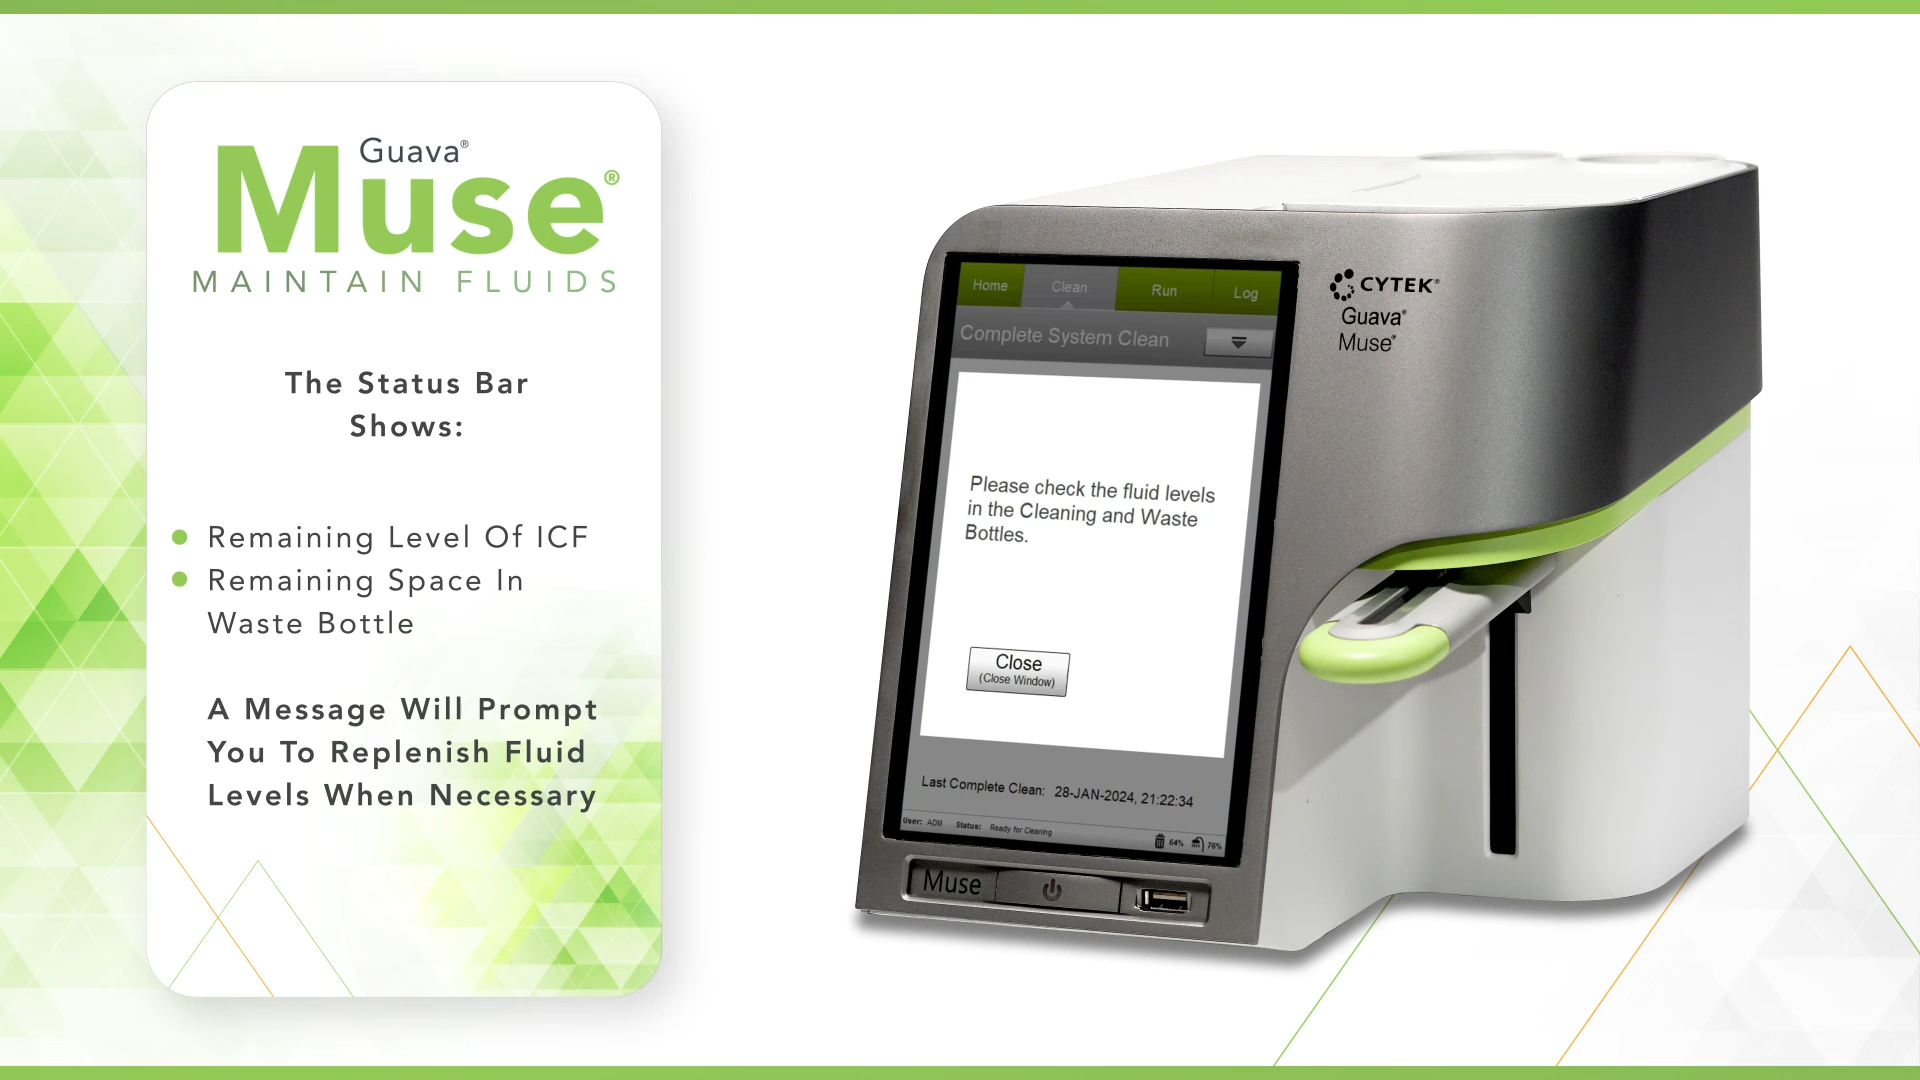 Guava®
Muse®
MAINTAIN FLUIDS
The Status Bar
Shows:
Remaining Level Of ICF
Remaining Space In
Waste Bottle
A Message Will Prompt
You To Replenish Fluid
Levels When Necessary
Home Clean Run Log
Complete System Clean
Please check the fluid levels
in the Cleaning and Waste
Bottles.
Close
(Close Window)
Last Complete Clean: 28-JAN-2024, 21:22:34
User: ADM Status: Ready for Cleaning 64% 76%
Muse
CYTEK®
Guava®
Muse®